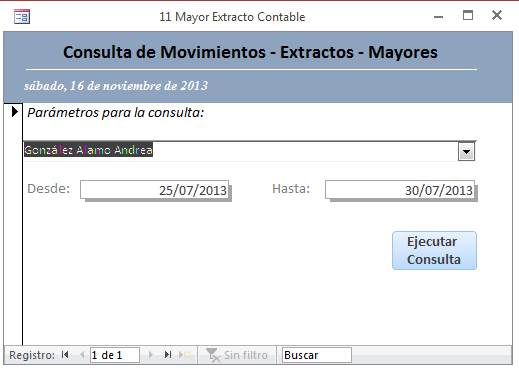 11 Mayor Extracto Contable
Consulta de Movimientos - Extractos - Mayores
sábado, 16 de noviembre de 2013
Parámetros para la consulta:
González Alamo Andrea
Desde: 25/07/2013 Hasta: 30/07/2013
Ejecutar
Consulta
Registro: 1 de 1 Sin filtro Buscar